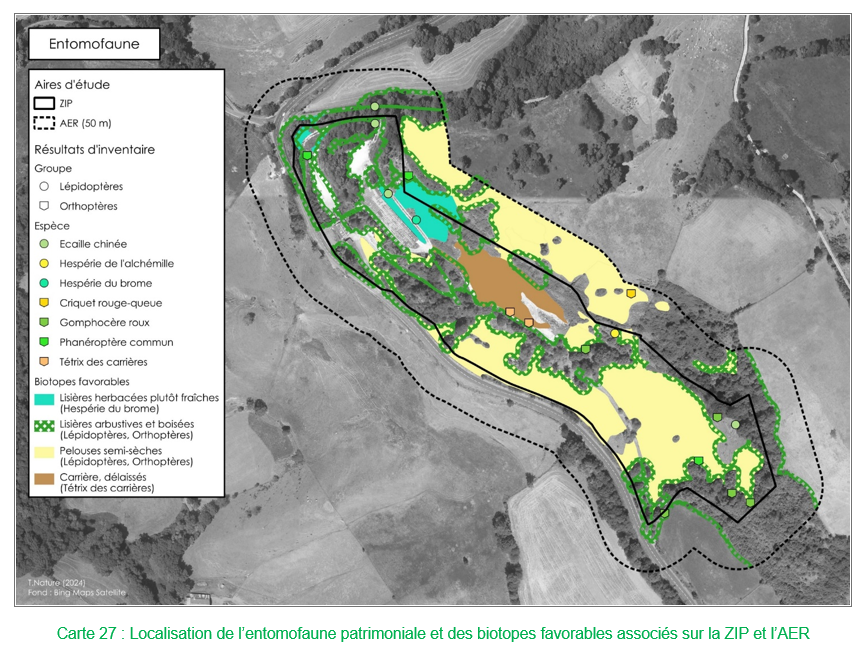 Entomofaune
Aires d'étude
ZIP
AER (50 m)
Résultats d'inventaire
Groupe
Lépidoptères
Orthoptères
Espèce
Ecaille chinée
Hespérie de l'alchémille
Hespérie du brome
Criquet rouge-queue
Gomphocère roux
Phanéroptère commun
Tétrix des carrières
Biotopes favorables
Lisières herbacées plutôt fraîches
(Hespérie du brome)
Lisières arbustives et boisées
(Lépidoptères, Orthoptères)
Pelouses semi-sèches
(Lépidoptères, Orthoptères)
Carrière, délaissés
(Tétrix des carrières)
T.Nature (2024)
Fond : Bing Maps Satellite
Carte 27 : Localisation de l'entomofaune patrimoniale et des biotopes favorables associés sur la ZIP et l'AER